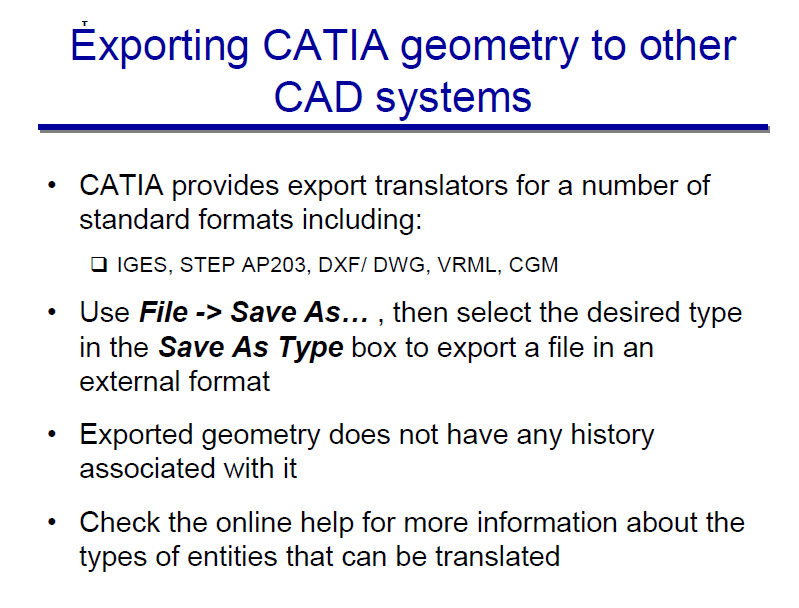 Exporting CATIA geometry to other
CAD systems
• CATIA provides export translators for a number of
standard formats including:
❑ IGES, STEP AP203, DXF/ DWG, VRML, CGM
• Use File -> Save As… , then select the desired type
in the Save As Type box to export a file in an
external format
• Exported geometry does not have any history
associated with it
• Check the online help for more information about the
types of entities that can be translated